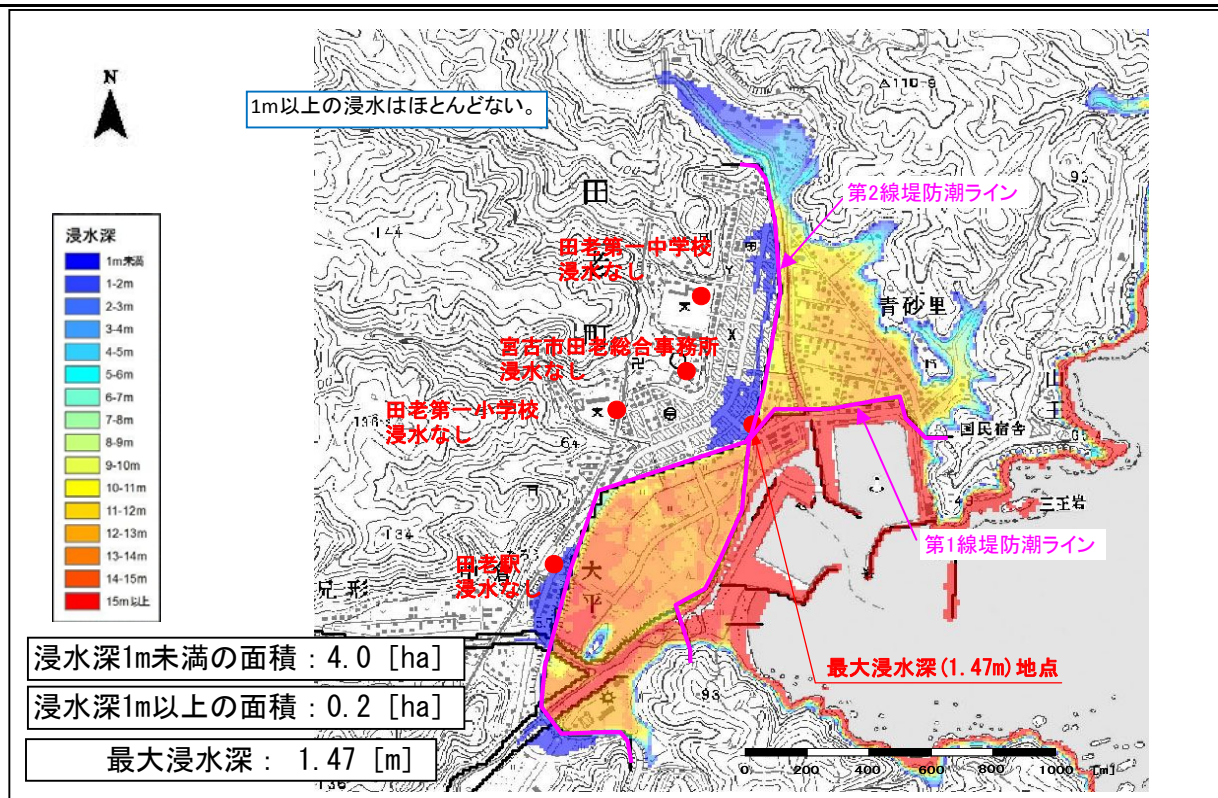 N
1m以上の浸水はほとんどない。
浸水深
1m未満
1-2m
2-3m
3-4m
4-5m
5-6m
6-7m
7-8m
8-9m
9-10m
10-11m
11-12m
12-13m
13-14m
14-15m
15m以上
第2線堤防潮ライン
田
老
町
田老第一中学校
浸水なし
青砂里
宮古市田老総合事務所
浸水なし
山王
田老第一小学校
浸水なし
国民宿舎
64
三王岩
134
第1線堤防潮ライン
田老駅
浸水なし
大平
最大浸水深(1.47m)地点
93
浸水深1m未満の面積：4.0 [ha]
浸水深1m以上の面積：0.2 [ha]
最大浸水深： 1.47 [m]
0 200 400 600 800 1000 [m]
136